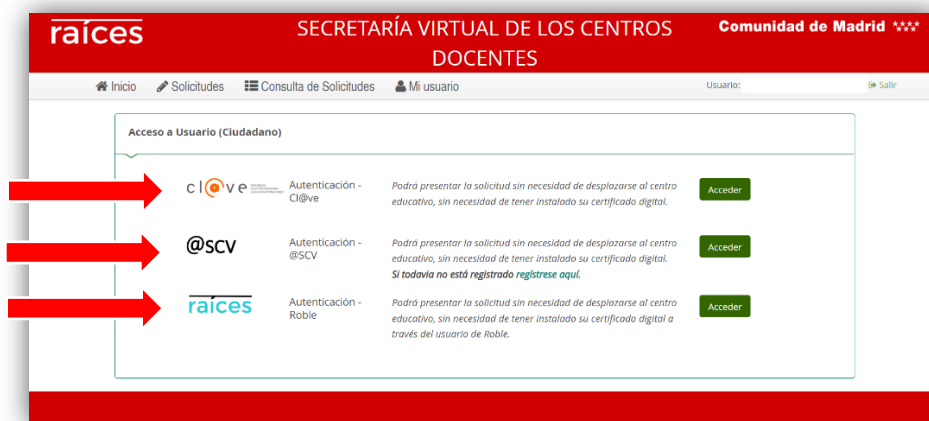 raíces
SECRETARÍA VIRTUAL DE LOS CENTROS
DOCENTES
Comunidad de Madrid
Inicio
Solicitudes
Consulta de Solicitudes
Mi usuario
Usuario:
Salir
Acceso a Usuario (Ciudadano)
cl@ve
Autenticación -
Cl@ve
Podrá presentar la solicitud sin necesidad de desplazarse al centro
educativo, sin necesidad de tener instalado su certificado digital.
Acceder
@scv
Autenticación -
@SCV
Podrá presentar la solicitud sin necesidad de desplazarse al centro
educativo, sin necesidad de tener instalado su certificado digital.
Si todavia no está registrado regístrese aquí.
Acceder
raíces
Autenticación -
Roble
Podrá presentar la solicitud sin necesidad de desplazarse al centro
educativo, sin necesidad de tener instalado su certificado digital a
través del usuario de Roble.
Acceder